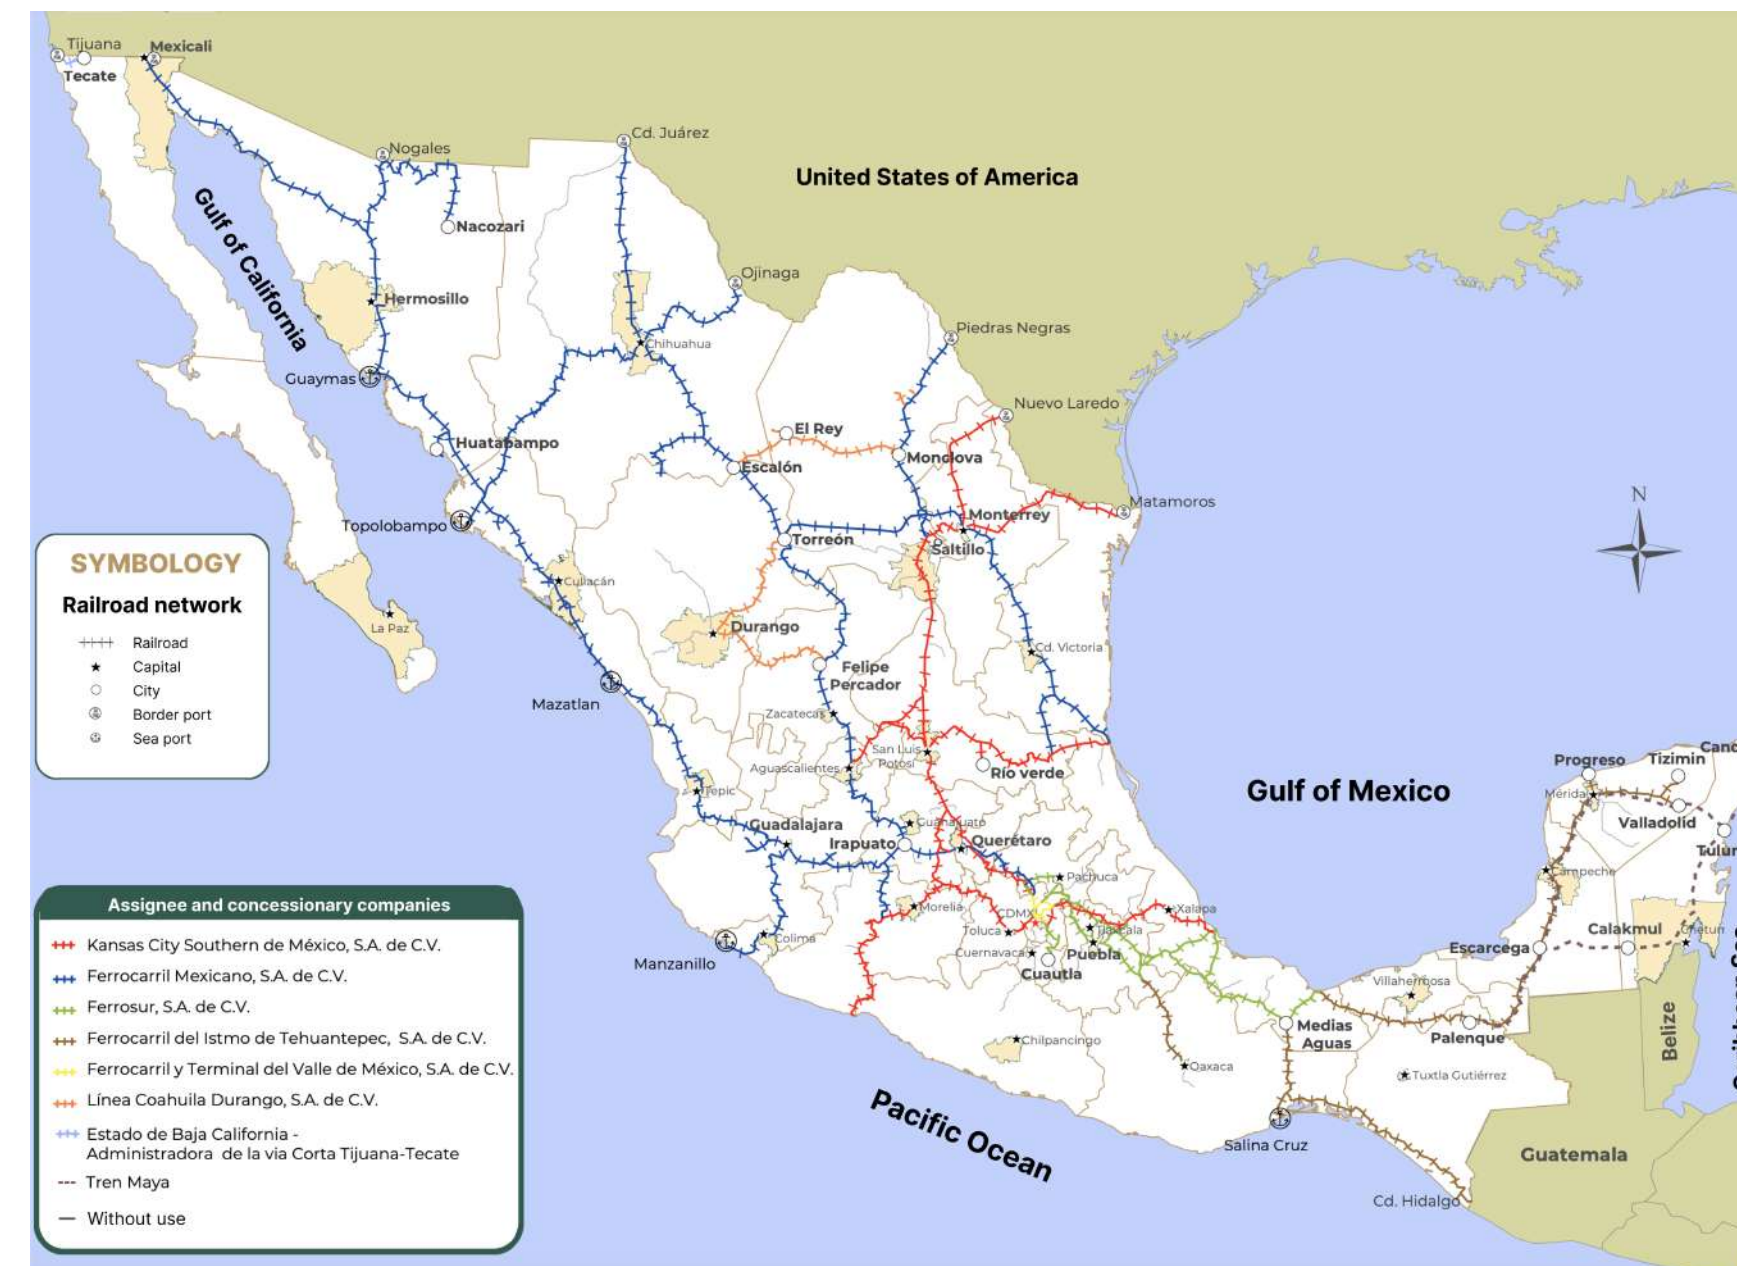 Tijuana
Mexicali
Tecate
Nogales
Cd. Juárez
United States of America
Nacozari
Gulf of California
Hermosillo
Ojinaga
Chihuahua
Piedras Negras
Guaymas
Nuevo Laredo
El Rey
Huatabampo
Monclova
Escalón
Matamoros
N
Topolobampo
Monterrey
Torreón
Saltillo
SYMBOLOGY
Railroad network
Railroad
Capital
City
Border port
Sea port
Culiacán
La Paz
Durango
Cd. Victoria
Felipe
Percador
Mazatlan
Zacatecas
San Luis
Potosí
Aguascalientes
Río verde
Tepic
Gulf of Mexico
Progreso
Tizimin
Canc
Mérida
Valladolid
Tulur
Guadalajara
Guanajuato
Irapuato
Querétaro
Pachuca
Campeche
Morelia
CDMX
Xalapa
Toluca
Tlaxcala
Colima
Manzanillo
Cuernavaca
Puebla
Cuautla
Calakmul
Chetun
Escarcega
Villahermosa
Medias
Aguas
Palenque
Belize
Chilpancingo
Oaxaca
Tuxtla Gutiérrez
Pacific Ocean
Salina Cruz
Guatemala
Cd. Hidalgo
Assignee and concessionary companies
Kansas City Southern de México, S.A. de C.V.
Ferrocarril Mexicano, S.A. de C.V.
Ferrosur, S.A. de C.V.
Ferrocarril del Istmo de Tehuantepec, S.A. de C.V.
Ferrocarril y Terminal del Valle de México, S.A. de C.V.
Línea Coahuila Durango, S.A. de C.V.
Estado de Baja California -
Administradora de la via Corta Tijuana-Tecate
Tren Maya
Without use